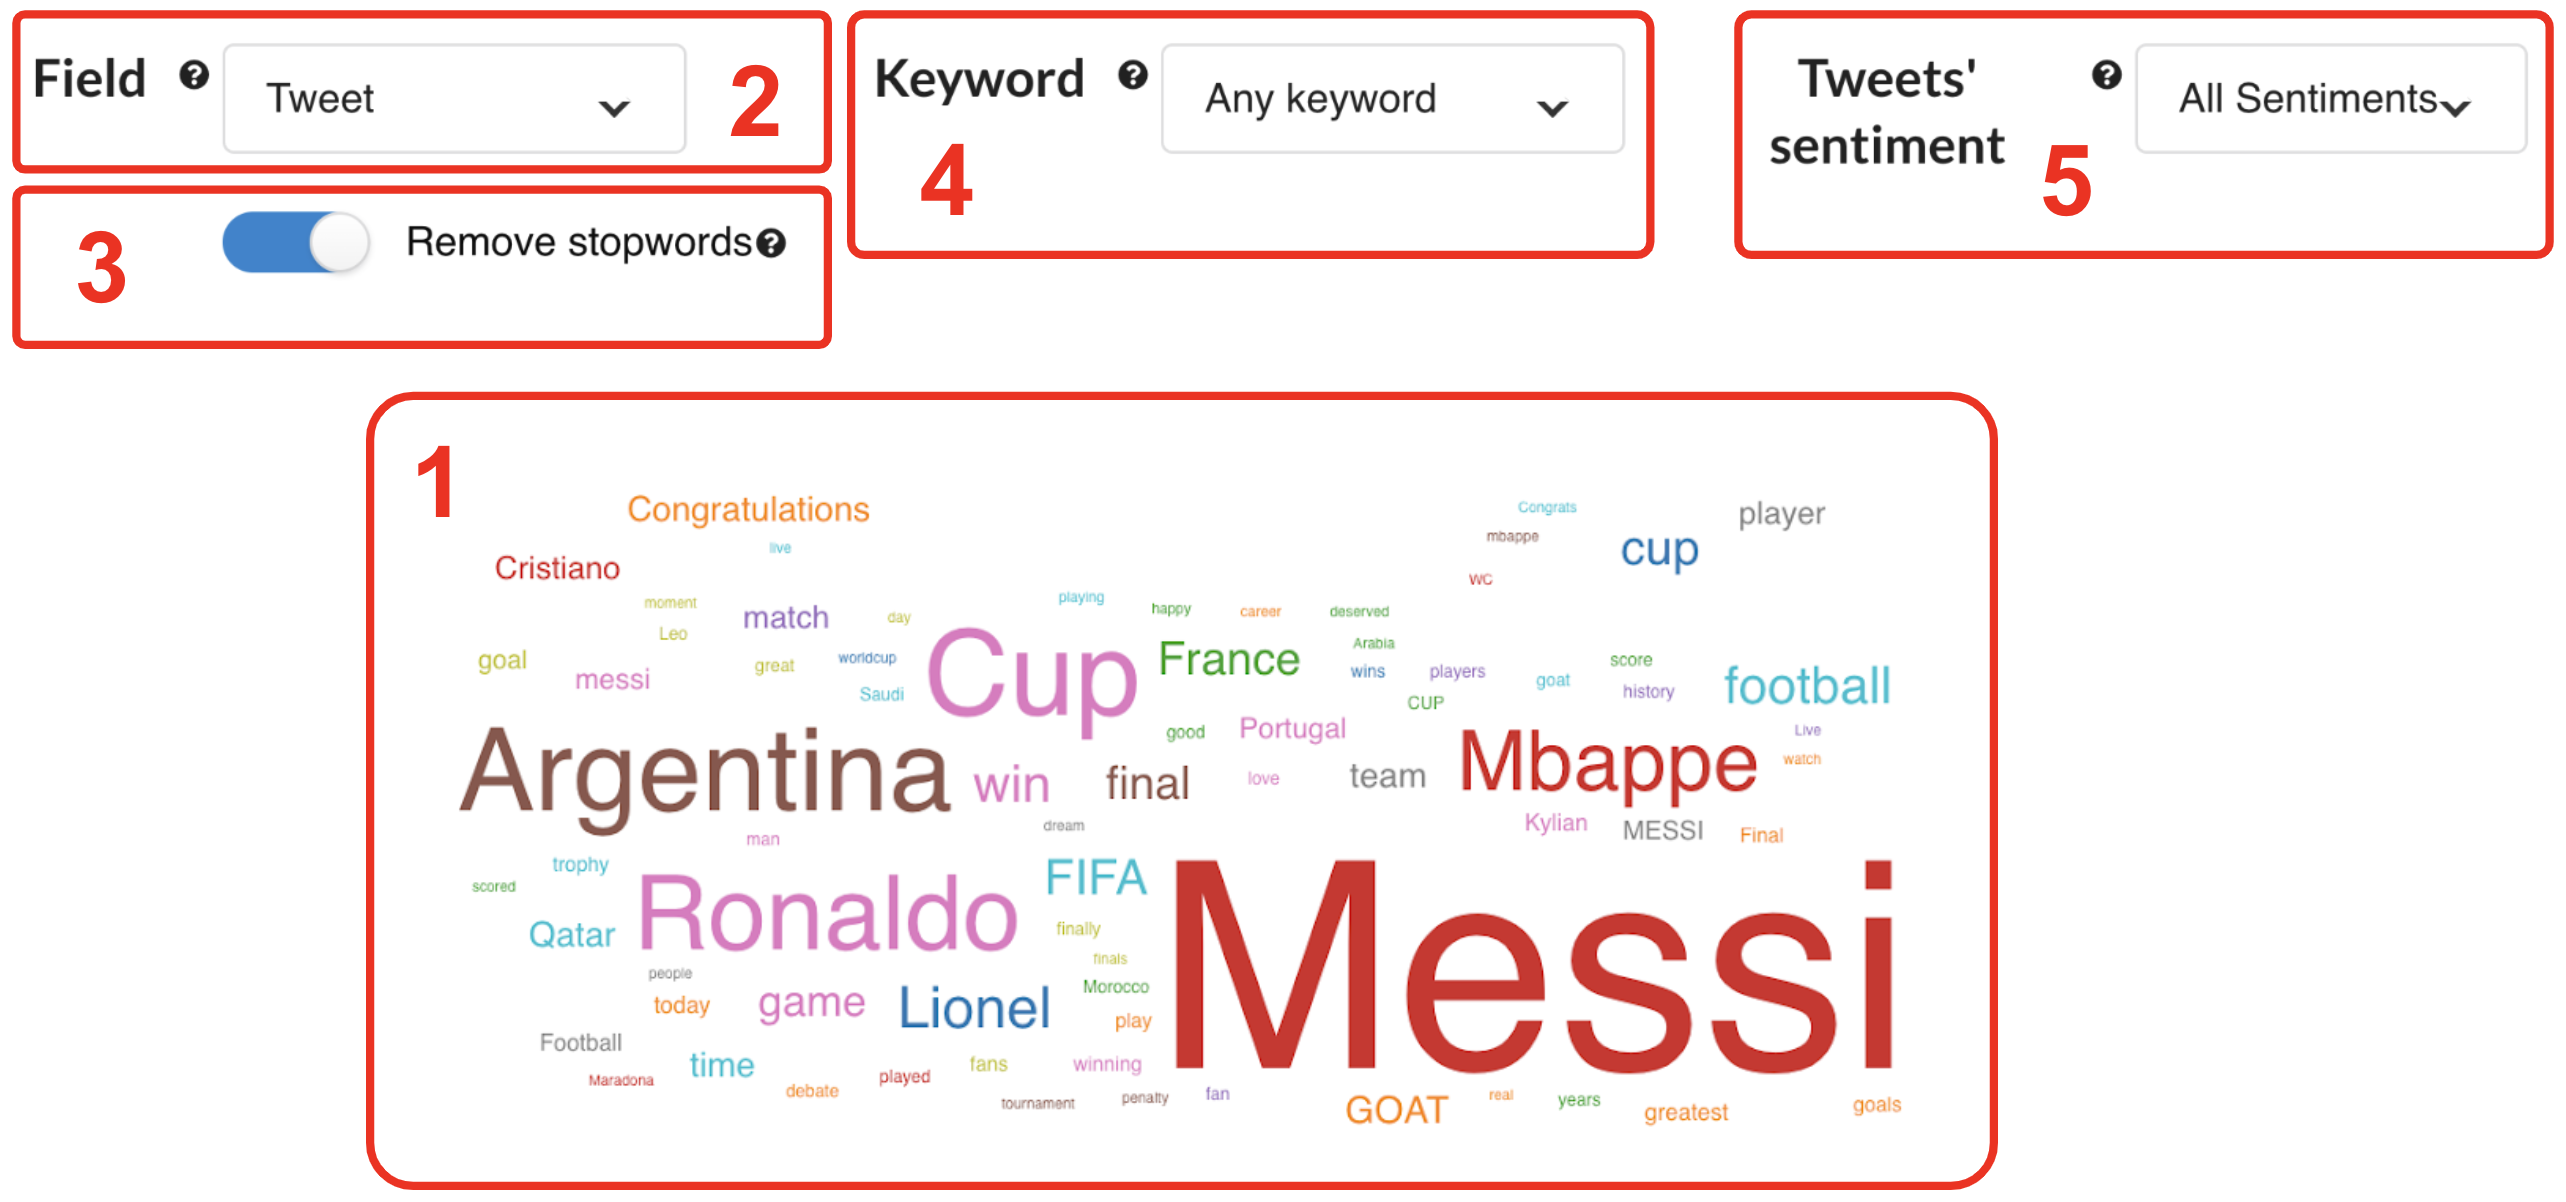 Field ? Tweet 2
Keyword ? Any keyword
4
Tweets' ? All Sentiments
sentiment 5
3 Remove stopwords ?
1
Congratulations
Congrats
player
live
mbappe
cup
Cristiano
WC
moment
match
day
playing
happy
career
deserved
Leo
Cup
France
Arabia
goal
messi
great
worldcup
wins
players
score
Saudi
goat
history
football
CUP
good
Portugal
Live
Argentina
win
final
love
team
Mbappe
watch
man
dream
Kylian
MESSI
Final
trophy
scored
Ronaldo
FIFA
Messi
Qatar
finally
people
finals
today
game
Lionel
Morocco
play
Football
time
fans
winning
Maradona
debate
played
tournament
penalty
fan
GOAT
real
years
greatest
goals